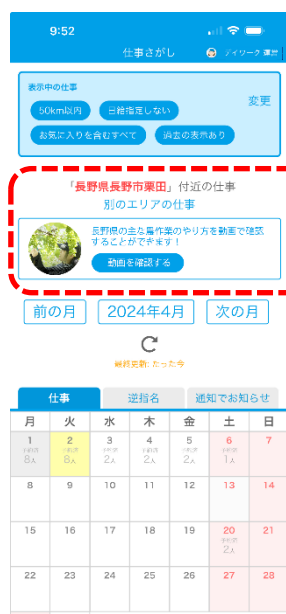 9:52
仕事さがし
デイワーク 運営
表示中の仕事
50km以内
日給指定しない
変更
お気に入りを含むすべて
過去の表示あり
「長野県長野市栗田」付近の仕事
別のエリアの仕事
長野県の主な農作業のやり方を動画で確認
することができます！
動画を確認する
前の月
2024年4月
次の月
最終更新: たった今
仕事
逆指名
通知でお知らせ
月 火 水 木 金 土 日
1 2 3 4 5 6 7
8人 8人 2人 2人 2人 1人
8 9 10 11 12 13 14
15 16 17 18 19 20 21
2人
22 23 24 25 26 27 28